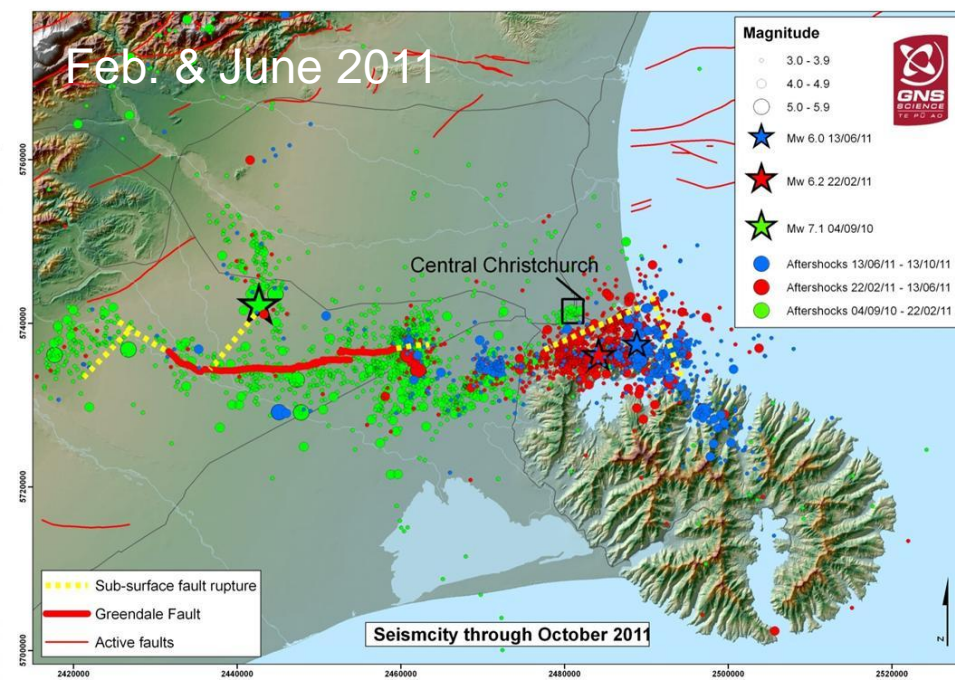 Feb. & June 2011
Magnitude
3.0 - 3.9
4.0 - 4.9
5.0 - 5.9
Mw 6.0 13/06/11
Mw 6.2 22/02/11
Mw 7.1 04/09/10
Aftershocks 13/06/11 - 13/10/11
Aftershocks 22/02/11 - 13/06/11
Aftershocks 04/09/10 - 22/02/11
GNS
SCIENCE
TE PŪ AO
Central Christchurch
Sub-surface fault rupture
Greendale Fault
Active faults
Seismcity through October 2011
N
5760000
5740000
5720000
5700000
2420000
2440000
2460000
2480000
2500000
2520000